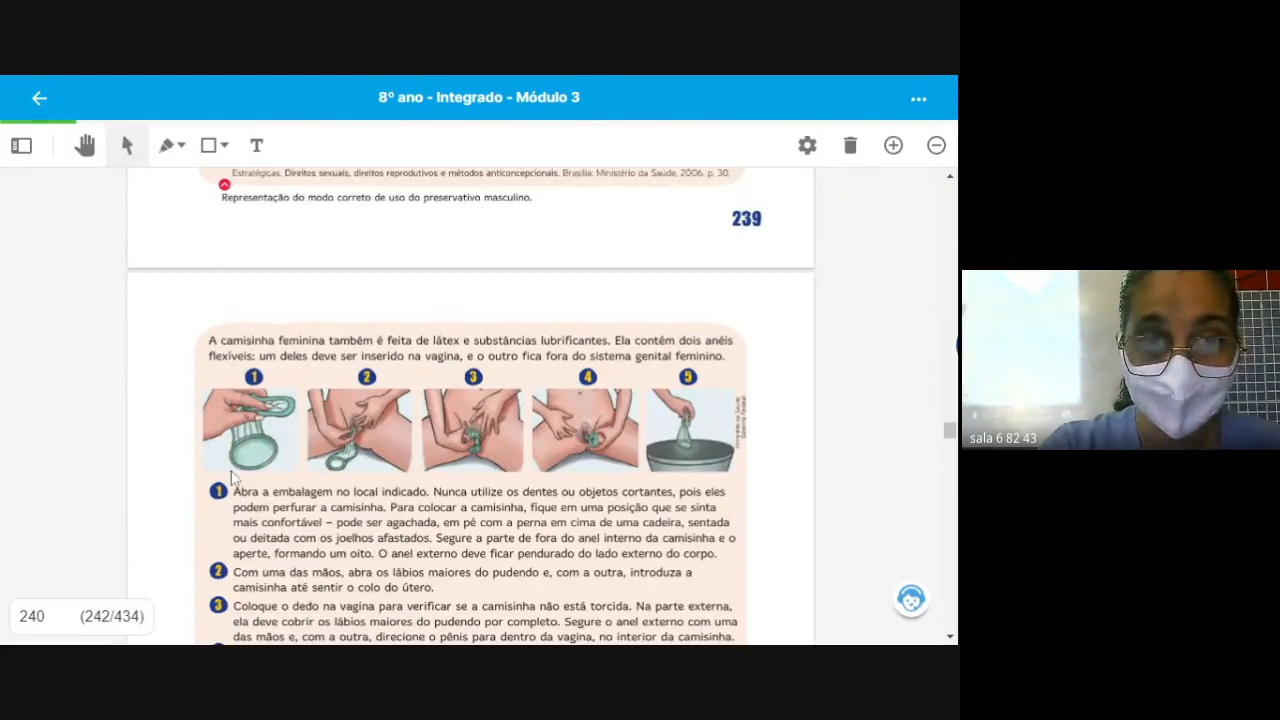 8º ano - Integrado - Módulo 3
T
Estratégicas. Direitos sexuais, direitos reprodutivos e métodos anticoncepcionais. Brasília: Ministério da Saúde, 2006. p. 30.
Representação do modo correto de uso do preservativo masculino.
239
A camisinha feminina também é feita de látex e substâncias lubrificantes. Ela contém dois anéis
flexíveis: um deles deve ser inserido na vagina, e o outro fica fora do sistema genital feminino.
1 2 3 4 5
Ministério da Saúde,
Governo Federal
1 Abra a embalagem no local indicado. Nunca utilize os dentes ou objetos cortantes, pois eles
podem perfurar a camisinha. Para colocar a camisinha, fique em uma posição que se sinta
mais confortável – pode ser agachada, em pé com a perna em cima de uma cadeira, sentada
ou deitada com os joelhos afastados. Segure a parte de fora do anel interno da camisinha e o
aperte, formando um oito. O anel externo deve ficar pendurado do lado externo do corpo.
2 Com uma das mãos, abra os lábios maiores do pudendo e, com a outra, introduza a
camisinha até sentir o colo do útero.
3 Coloque o dedo na vagina para verificar se a camisinha não está torcida. Na parte externa,
ela deve cobrir os lábios maiores do pudendo por completo. Segure o anel externo com uma
das mãos e, com a outra, direcione o pênis para dentro da vagina, no interior da camisinha.
240 (242/434)
sala 6 82 43